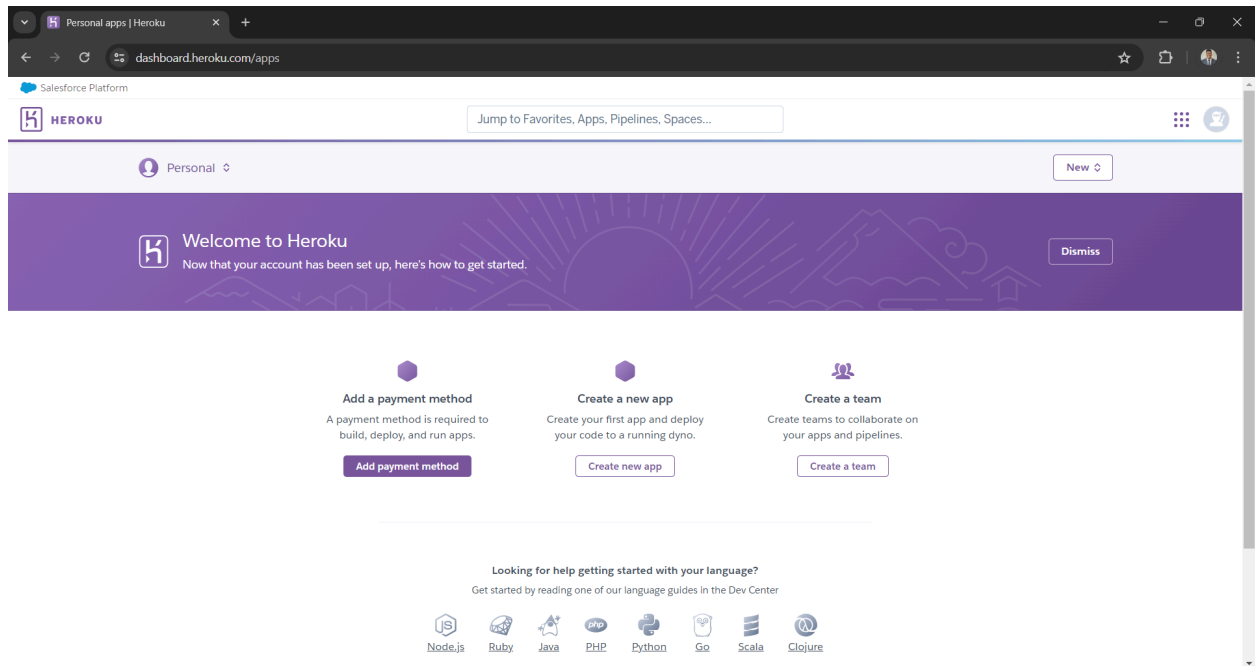 Personal apps | Heroku
dashboard.heroku.com/apps
Salesforce Platform
HEROKU
Jump to Favorites, Apps, Pipelines, Spaces...
Personal
New
Welcome to Heroku
Now that your account has been set up, here's how to get started.
Dismiss
Add a payment method
A payment method is required to
build, deploy, and run apps.
Add payment method
Create a new app
Create your first app and deploy
your code to a running dyno.
Create new app
Create a team
Create teams to collaborate on
your apps and pipelines.
Create a team
Looking for help getting started with your language?
Get started by reading one of our language guides in the Dev Center
JS
php
Node.js
Ruby
Java
PHP
Python
Go
Scala
Clojure